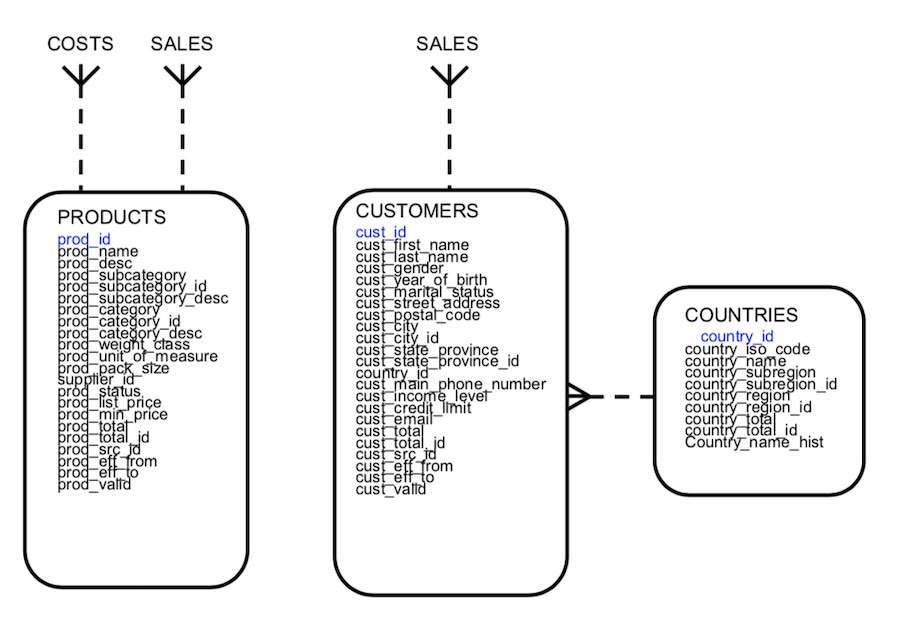 COSTS SALES
SALES
PRODUCTS
prod_id
prod_name
prod_desc
prod_subcategory
prod_subcategory_id
prod_subcategory_desc
prod_category
prod_category_id
prod_category_desc
prod_weight_class
prod_unit_of_measure
prod_pack_size
supplier_id
prod_status
prod_list_price
prod_min_price
prod_total
prod_total_id
prod_src_id
prod_eff_from
prod_eff_to
prod_valid
CUSTOMERS
cust_id
cust_first_name
cust_last_name
cust_gender
cust_year_of_birth
cust_marital_status
cust_street_address
cust_postal_code
cust_city
cust_city_id
cust_state_province
cust_state_province_id
country_id
cust_main_phone_number
cust_income_level
cust_credit_limit
cust_email
cust_total
cust_total_id
cust_src_id
cust_eff_from
cust_eff_to
cust_valid
COUNTRIES
country_id
country_iso_code
country_name
country_subregion
country_subregion_id
country_region
country_region_id
country_total
country_total_id
Country_name_hist